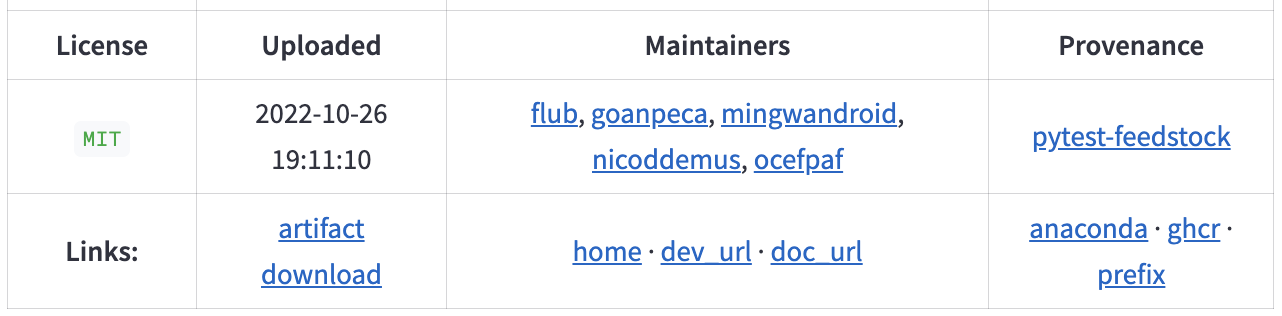 License Uploaded Maintainers Provenance
MIT
2022-10-26
19:11:10
flub, goanpeca, mingwandroid,
nicoddemus, ocefpaf
pytest-feedstock
Links:
artifact
download
home · dev_url · doc_url
anaconda · ghcr ·
prefix